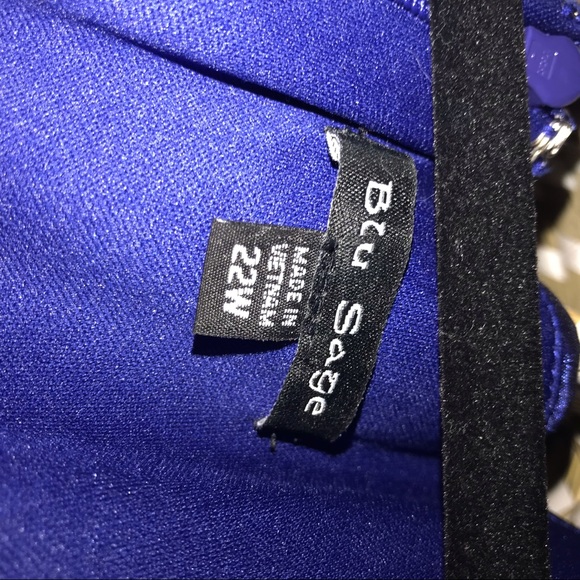 Blu Sage
MADE IN
VIETNAM
22W